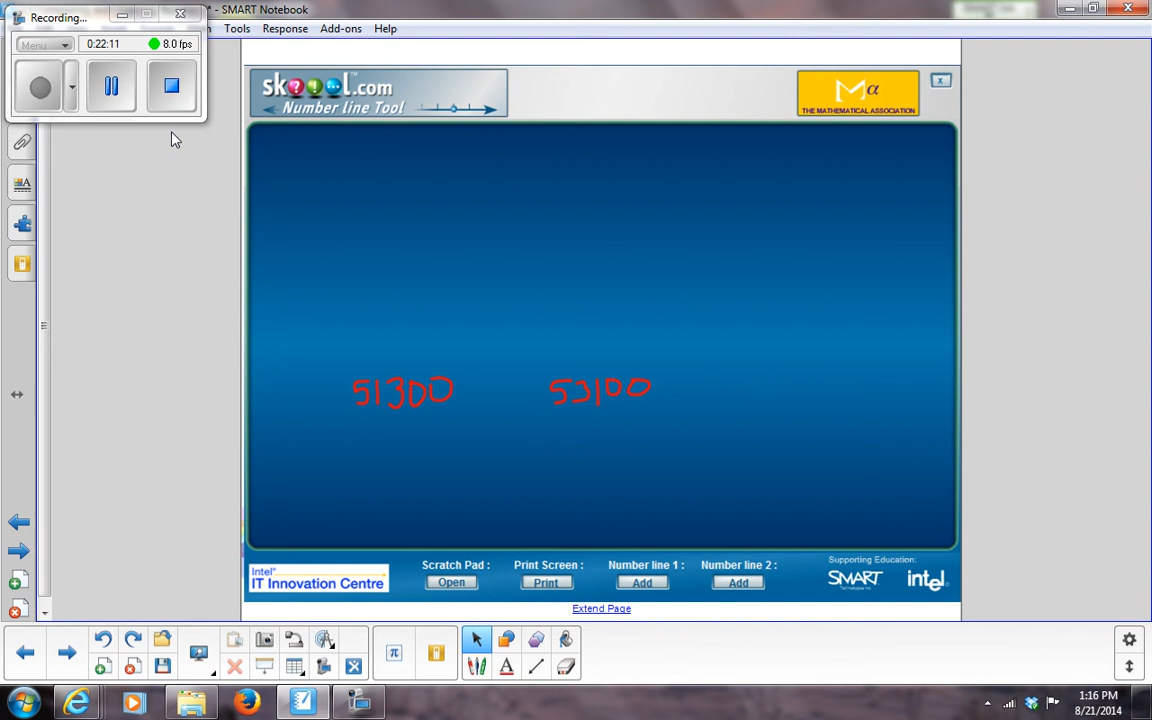 Recording...
- SMART Notebook
Menu 0:22:11 8.0 fps
Tools Response Add-ons Help
skoool.com
Number line Tool
THE MATHEMATICAL ASSOCIATION
x
51300 53100
Intel® IT Innovation Centre
Scratch Pad : Print Screen : Number line 1 : Number line 2 :
Open Print Add Add
Supporting Education:
SMART intel
Extend Page
1:16 PM
8/21/2014